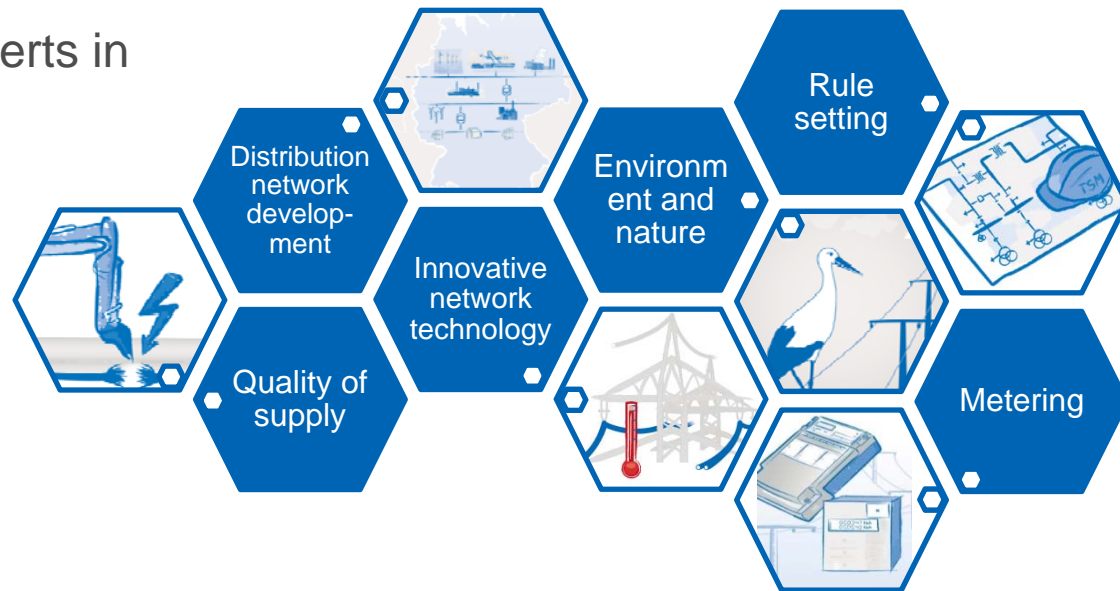 erts in
Distribution
network
develop-
ment
Quality of
supply
Innovative
network
technology
Environm
ent and
nature
Rule
setting
TSM
Metering